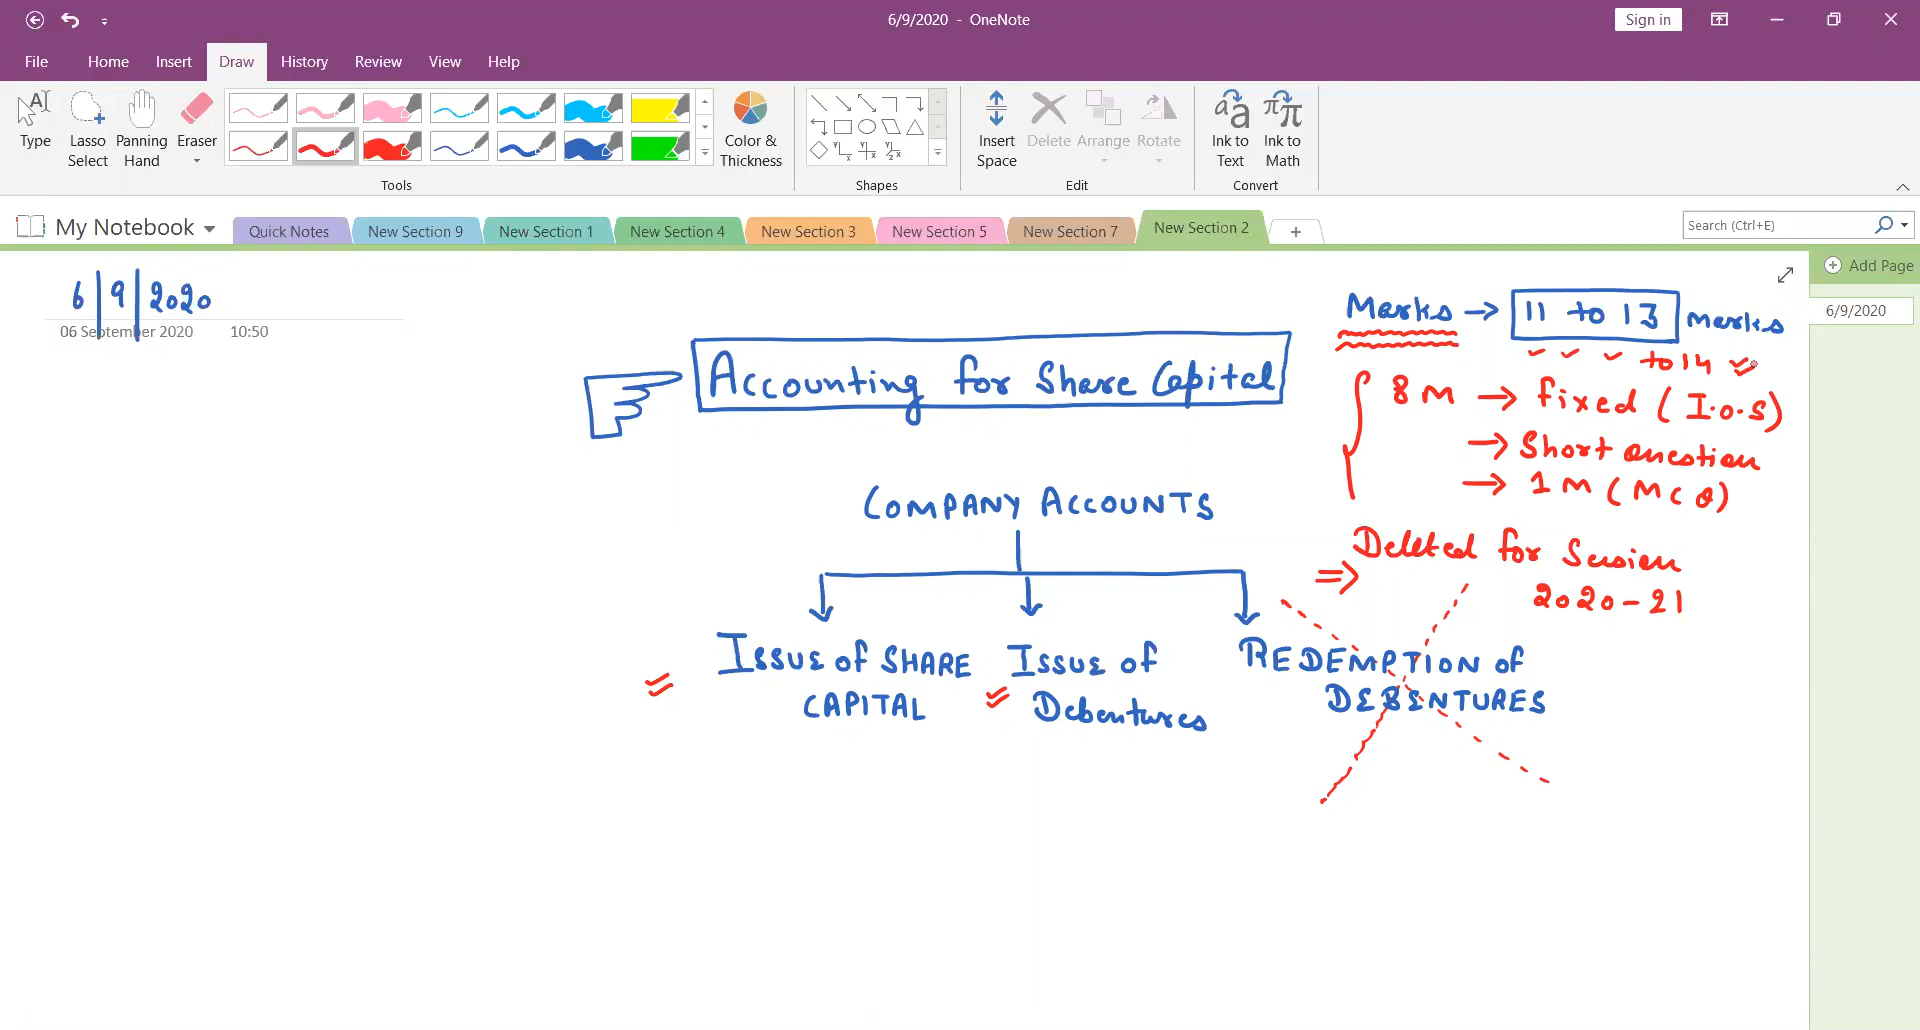 6/9/2020 - OneNote
Sign in
File Home Insert Draw History Review View Help
Type
Lasso Select
Panning Hand
Eraser
Color & Thickness
Insert Space
Delete
Arrange
Rotate
Ink to Text
Ink to Math
Tools
Shapes
Edit
Convert
My Notebook
Quick Notes
New Section 9
New Section 1
New Section 4
New Section 3
New Section 5
New Section 7
New Section 2
Search (Ctrl+E)
Add Page
6/9/2020
6|9|2020
06 September 2020 10:50
Marks → 11 to 13 marks
to 14
Accounting for Share Capital
8 M → fixed (I.O.S)
→ Short question
→ 1 M (MCQ)
COMPANY ACCOUNTS
⇒ Deleted for Session
2020-21
ISSUE of SHARE CAPITAL
ISSUE of Debentures
REDEMPTION of DEBENTURES